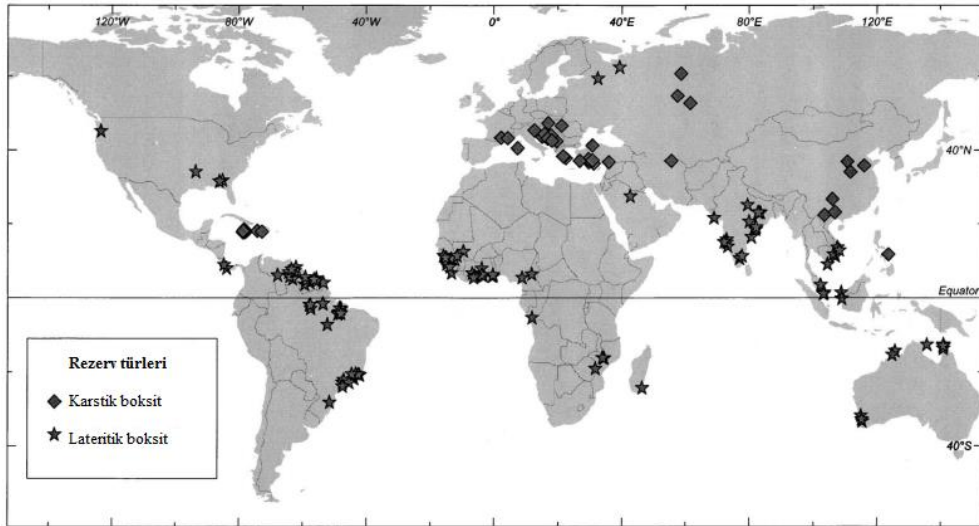 120°W 80°W 40°W 0° 40°E 80°E 120°E
40°N
Equator
Rezerv türleri
Karstik boksit
Lateritik boksit
40°S